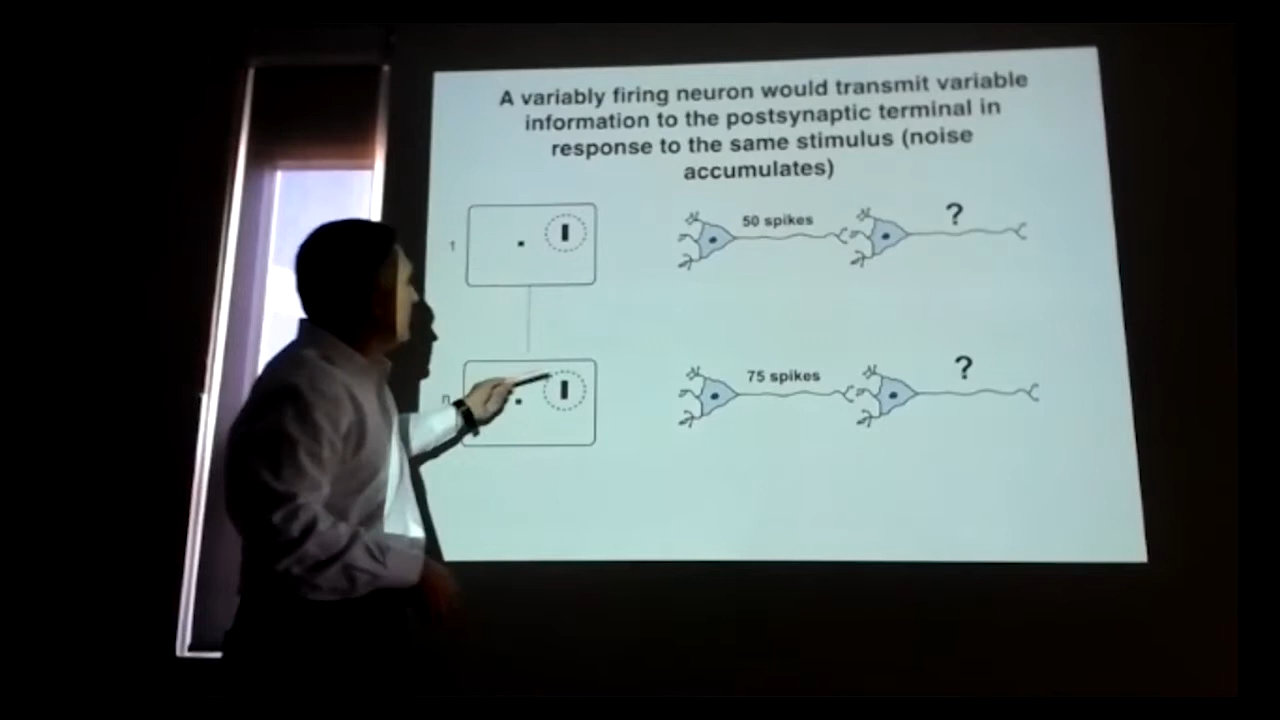 A variably firing neuron would transmit variable
information to the postsynaptic terminal in
response to the same stimulus (noise
accumulates)
1
50 spikes
?
n
75 spikes
?